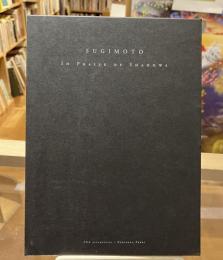 SUGIMOTO
IN PRAISE OF SHADOWS